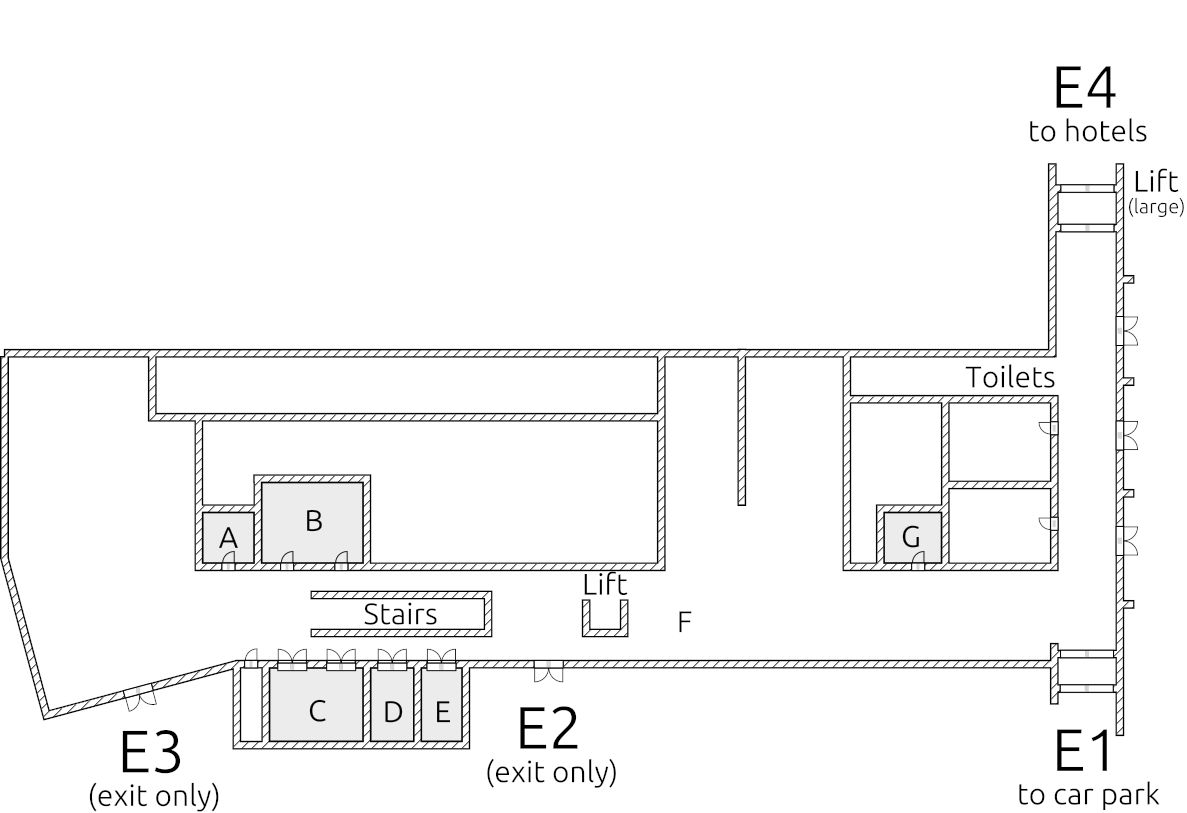 E4
to hotels
Lift
(large)
Toilets
B
A
G
Lift
Stairs
F
C
D
E
E3
(exit only)
E2
(exit only)
E1
to car park